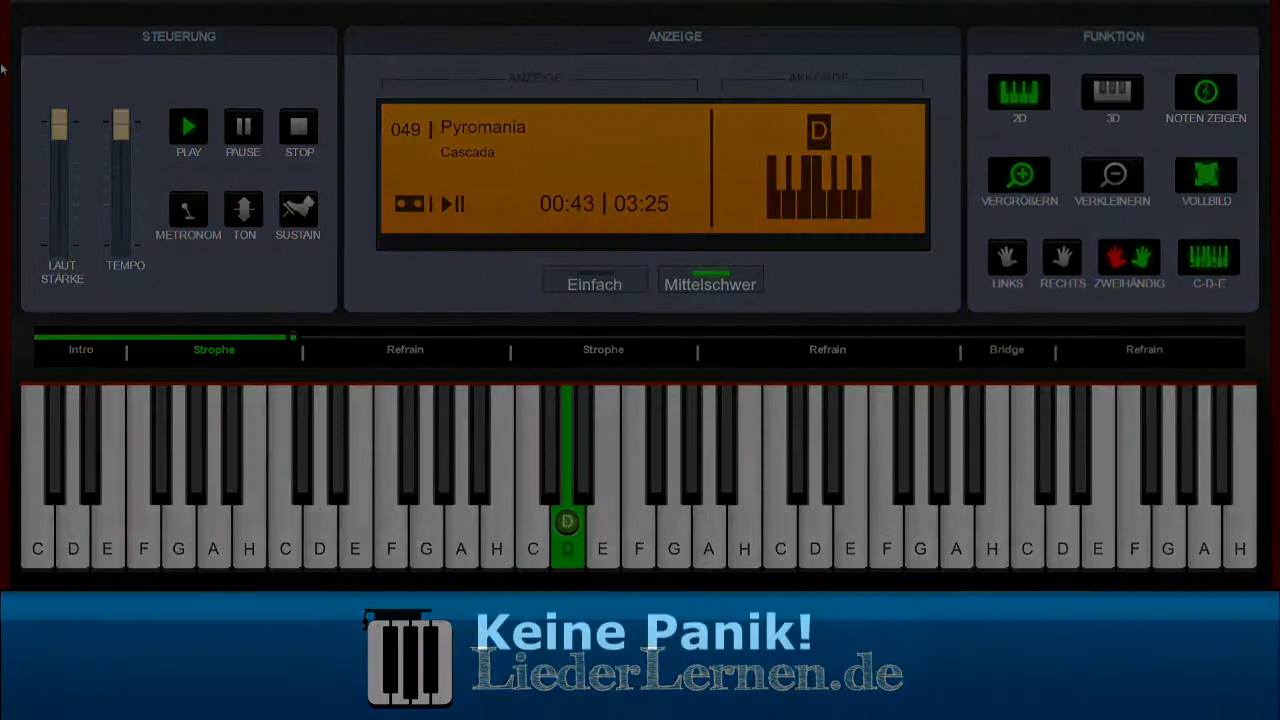 STEUERUNG
ANZEIGE
FUNKTION
ANZEIGE
AKKORDE
049 | Pyromania
Cascada
D
00:43 | 03:25
PLAY
PAUSE
STOP
METRONOM
TON
SUSTAIN
LAUT
STÄRKE
TEMPO
Einfach
Mittelschwer
2D
3D
NOTEN ZEIGEN
VERGRÖßERN
VERKLEINERN
VOLLBILD
LINKS
RECHTS
ZWEIHÄNDIG
C-D-E
Intro
Strophe
Refrain
Strophe
Refrain
Bridge
Refrain
D
C D E F G A H C D E F G A H C D E F G A H C D E F G A H C D E F G A H
Keine Panik!
LiederLernen.de